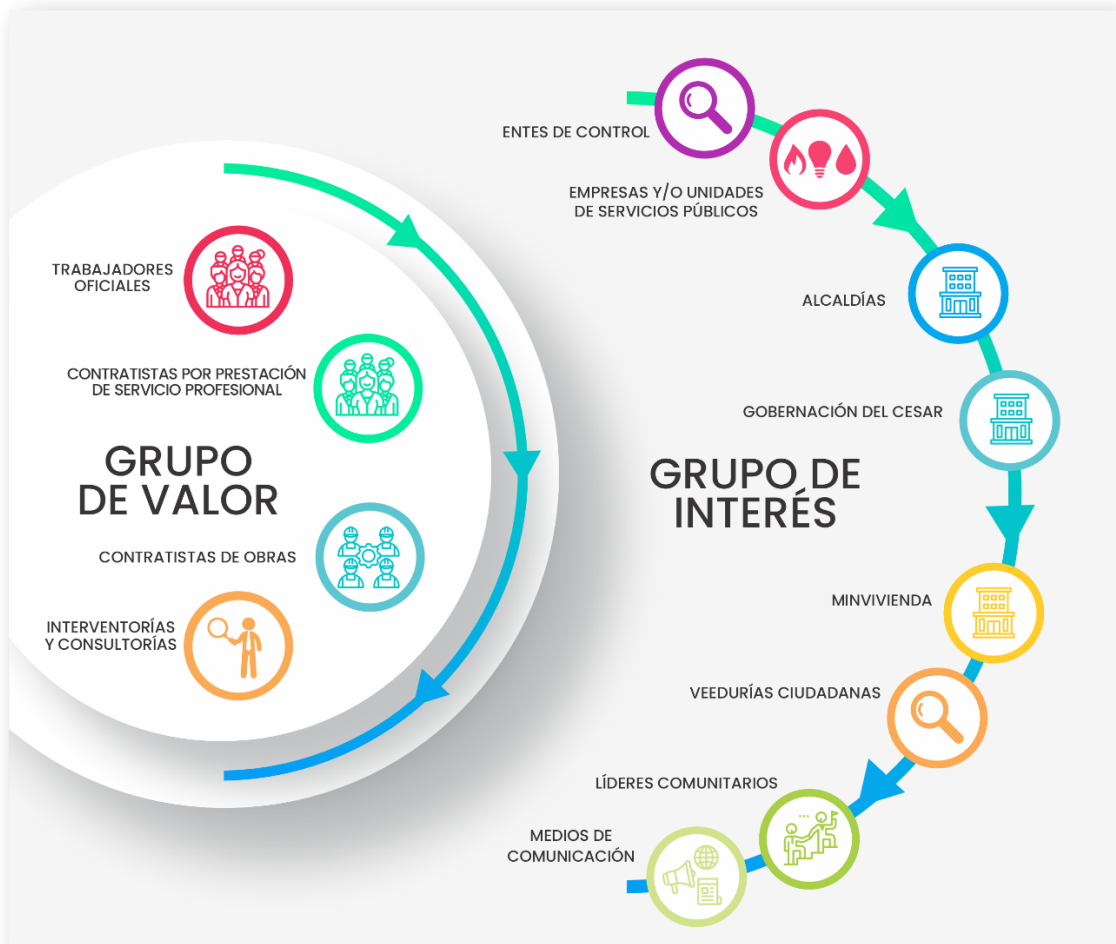 TRABAJADORES
OFICIALES
CONTRATISTAS POR PRESTACIÓN
DE SERVICIO PROFESIONAL
GRUPO
DE VALOR
CONTRATISTAS DE OBRAS
INTERVENTORÍAS
Y CONSULTORÍAS
ENTES DE CONTROL
EMPRESAS Y/O UNIDADES
DE SERVICIOS PÚBLICOS
ALCALDÍAS
GOBERNACIÓN DEL CESAR
GRUPO DE
INTERÉS
MINVIVIENDA
VEEDURÍAS CIUDADANAS
LÍDERES COMUNITARIOS
MEDIOS DE
COMUNICACIÓN